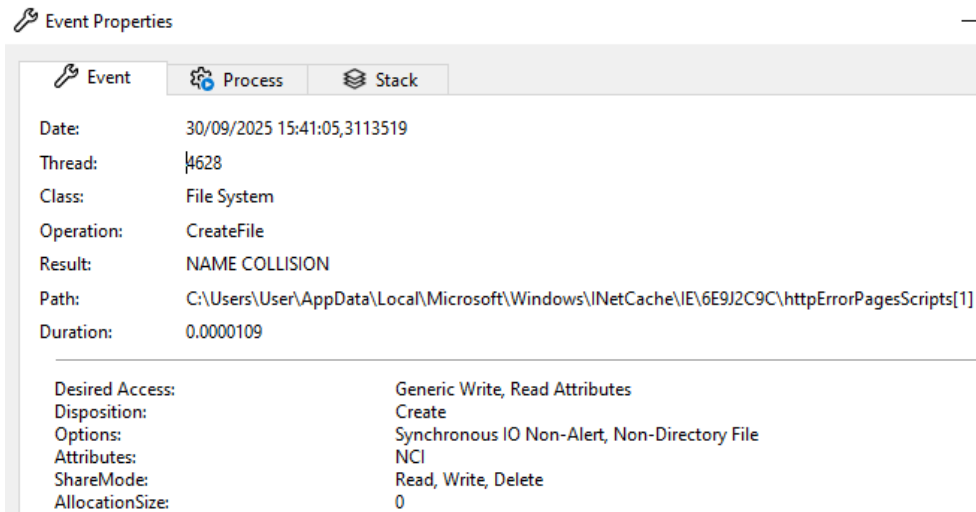 Event Properties
Event Process Stack
Date: 30/09/2025 15:41:05,3113519
Thread: 4628
Class: File System
Operation: CreateFile
Result: NAME COLLISION
Path: C:\Users\User\AppData\Local\Microsoft\Windows\INetCache\IE\6E9J2C9C\httpErrorPagesScripts[1]
Duration: 0.0000109
Desired Access: Generic Write, Read Attributes
Disposition: Create
Options: Synchronous IO Non-Alert, Non-Directory File
Attributes: NCI
ShareMode: Read, Write, Delete
AllocationSize: 0